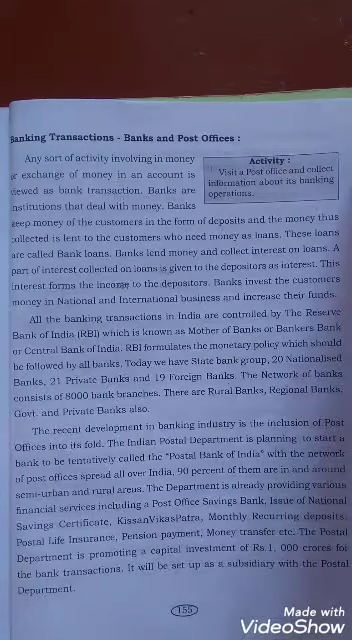 Banking Transactions - Banks and Post Offices :
Any sort of activity involving in money
or exchange of money in an account is
viewed as bank transaction. Banks are
institutions that deal with money. Banks
Activity :
Visit a Post office and collect
information about its banking
operations.
keep money of the customers in the form of deposits and the money thus
collected is lent to the customers who need money as loans. These loans
are called Bank loans. Banks lend money and collect interest on loans. A
part of interest collected on loans is given to the depositors as interest. This
interest forms the income to the depositors. Banks invest the customers
money in National and International business and increase their funds.
All the banking transactions in India are controlled by The Reserve
Bank of India (RBI) which is known as Mother of Banks or Bankers Bank
or Central Bank of India. RBI formulates the monetary policy which should
be followed by all banks. Today we have State bank group, 20 Nationalised
Banks, 21 Private Banks and 19 Foreign Banks. The Network of banks
consists of 8000 bank branches. There are Rural Banks, Regional Banks,
Govt. and Private Banks also.
The recent development in banking industry is the inclusion of Post
Offices into its fold. The Indian Postal Department is planning to start a
bank to be tentatively called the "Postal Bank of India" with the network
of post offices spread all over India, 90 percent of them are in and around
semi-urban and rural areas. The Department is already providing various
financial services including a Post Office Savings Bank, Issue of National
Savings Certificate, KissanVikasPatra, Monthly Recurring deposits,
Postal Life Insurance, Pension payment, Money transfer etc. The Postal
Department is promoting a capital investment of Rs.1, 000 crores for
the bank transactions. It will be set up as a subsidiary with the Postal
Department.
155
Made with
VideoShow